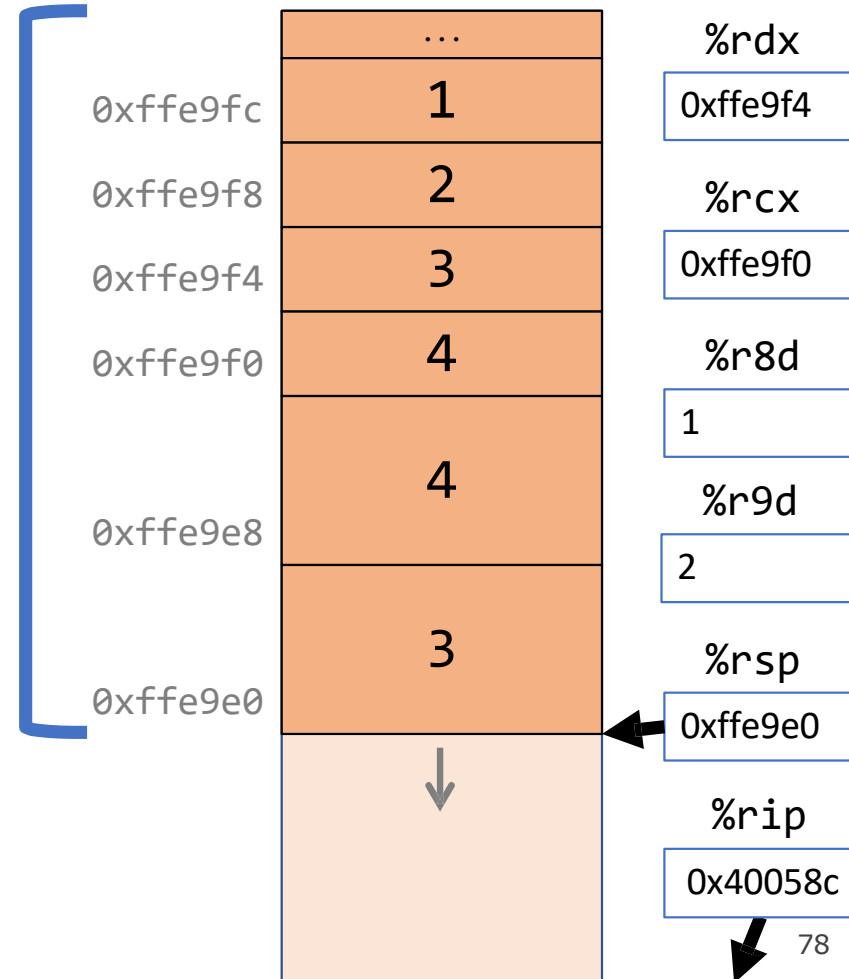 ...
%rdx
0xffe9fc
1
0xffe9f4
0xffe9f8
2
%rcx
0xffe9f4
3
0xffe9f0
0xffe9f0
4
%r8d
1
4
%r9d
0xffe9e8
2
3
%rsp
0xffe9e0
0xffe9e0
%rip
0x40058c
78